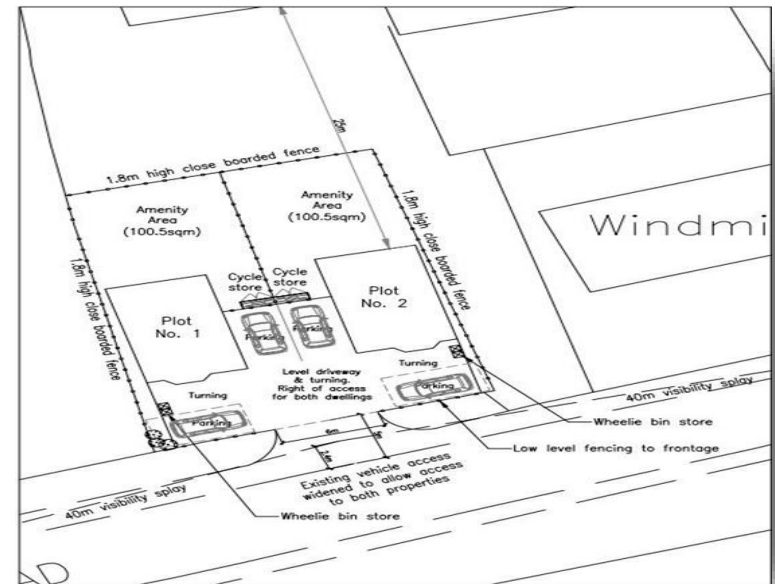 25m
1.8m high close boarded fence
Amenity
Area
(100.5sqm)
Amenity
Area
(100.5sqm)
1.8m high close boarded fence
1.8m high close boarded fence
Windmi
Cycle
store
Cycle
store
Plot
No. 1
Plot
No. 2
Parking
Parking
Level driveway
& turning.
Right of access
for both dwellings
Turning
Turning
Parking
Parking
40m visibility splay
Wheelie bin store
Low level fencing to frontage
6m
5m
2.4m
Existing vehicle access
widened to allow access
to both properties
40m visibility splay
Wheelie bin store
AD